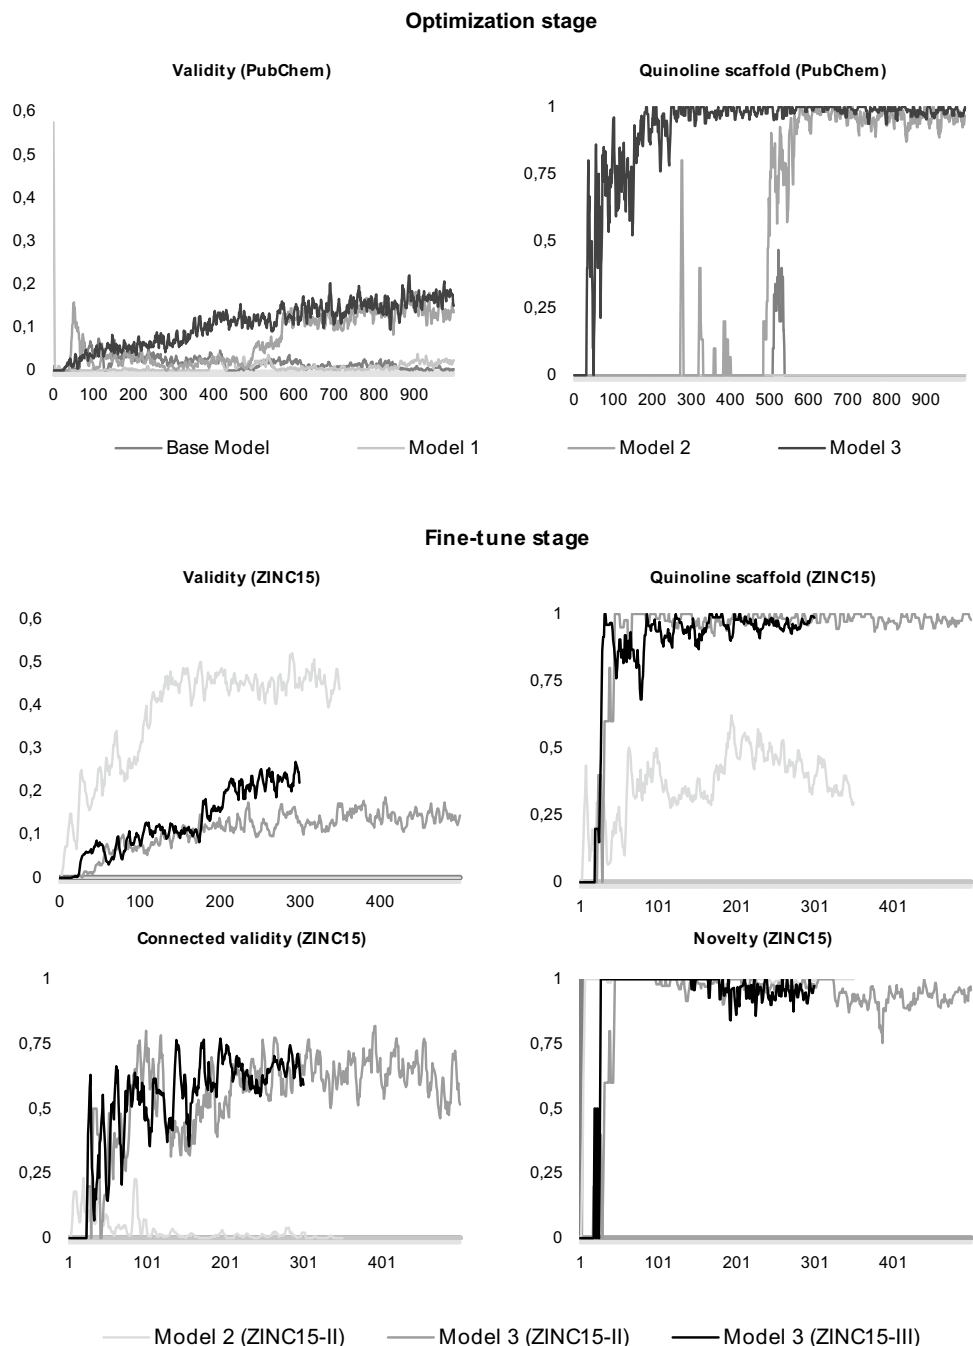 Optimization stage
Validity (PubChem)
0,6
0,5
0,4
0,3
0,2
0,1
0
100 200 300 400 500 600 700 800 900
Quinoline scaffold (PubChem)
1
0,75
0,5
0,25
0
0 100 200 300 400 500 600 700 800 900
Base Model Model 1 Model 2 Model 3
Fine-tune stage
Validity (ZINC15)
0,6
0,5
0,4
0,3
0,2
0,1
0
0 100 200 300 400
Quinoline scaffold (ZINC15)
1
0,75
0,5
0,25
0
1 101 201 301 401
Connected validity (ZINC15)
1
0,75
0,5
0,25
0
1 101 201 301 401
Novelty (ZINC15)
1
0,75
0,5
0,25
0
1 101 201 301 401
Model 2 (ZINC15-II) Model 3 (ZINC15-II) Model 3 (ZINC15-III)